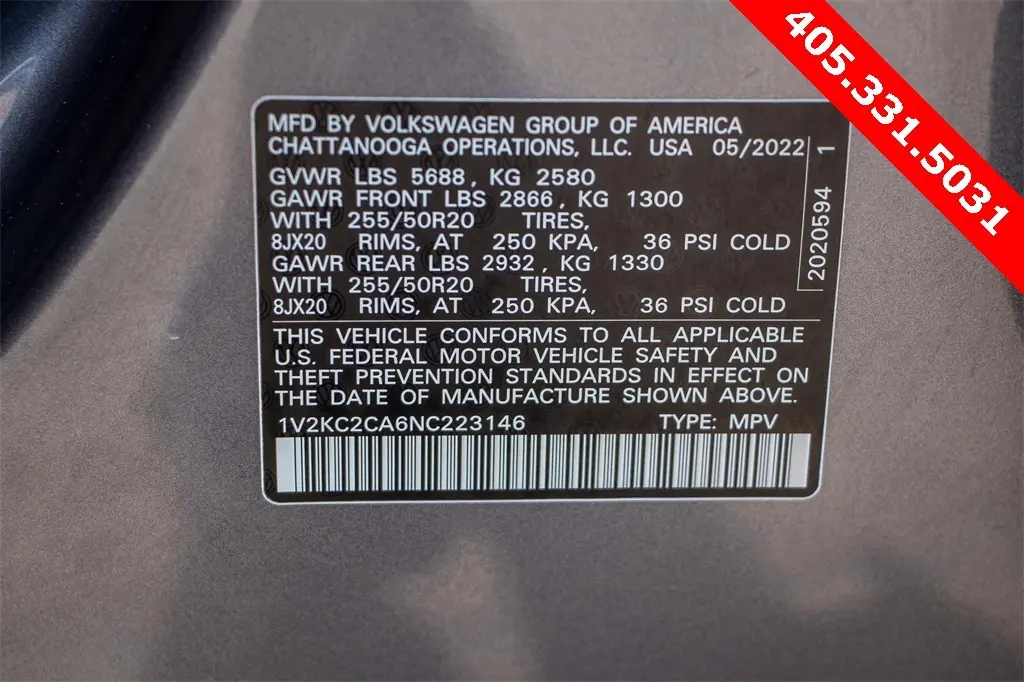 405.331.5031
MFD BY VOLKSWAGEN GROUP OF AMERICA
CHATTANOOGA OPERATIONS, LLC. USA 05/2022
GVWR LBS 5688, KG 2580
GAWR FRONT LBS 2866, KG 1300
WITH 255/50R20 TIRES,
8JX20 RIMS, AT 250 KPA, 36 PSI COLD
GAWR REAR LBS 2932, KG 1330
WITH 255/50R20 TIRES,
8JX20 RIMS, AT 250 KPA, 36 PSI COLD
2020594 1
THIS VEHICLE CONFORMS TO ALL APPLICABLE
U.S. FEDERAL MOTOR VEHICLE SAFETY AND
THEFT PREVENTION STANDARDS IN EFFECT ON
THE DATE OF MANUFACTURE SHOWN ABOVE.
1V2KC2CA6NC223146 TYPE: MPV